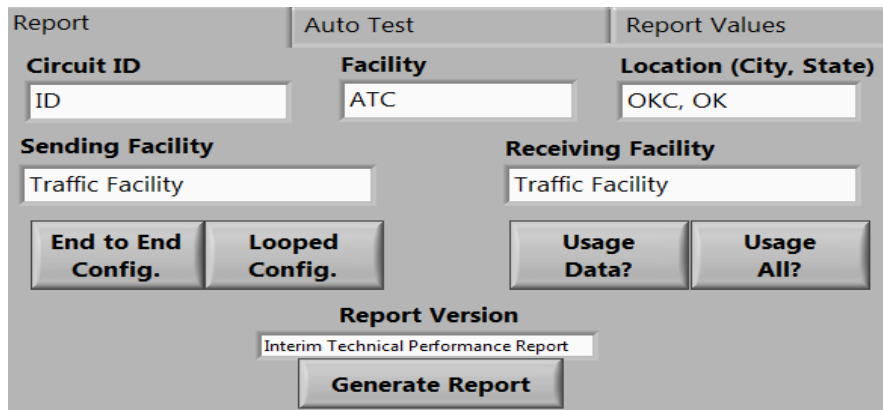 Report Auto Test Report Values
Circuit ID Facility Location (City, State)
ID ATC OKC, OK
Sending Facility Receiving Facility
Traffic Facility Traffic Facility
End to End Looped Usage Usage
Config. Config. Data? All?
Report Version
Interim Technical Performance Report
Generate Report